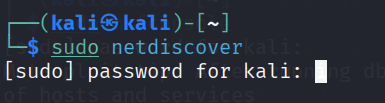 ┌──(kali㉿kali)-[~]
└─$ sudo netdiscover
[sudo] password for kali: